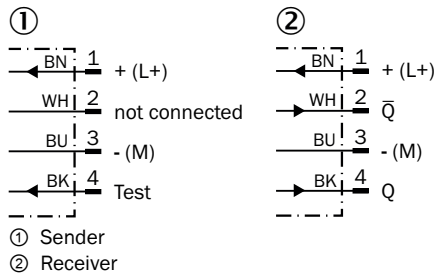 ① ②
BN 1 + (L+) BN 1 + (L+)
WH 2 not connected WH 2 Q̅
BU 3 - (M) BU 3 - (M)
BK 4 Test BK 4 Q
① Sender
② Receiver